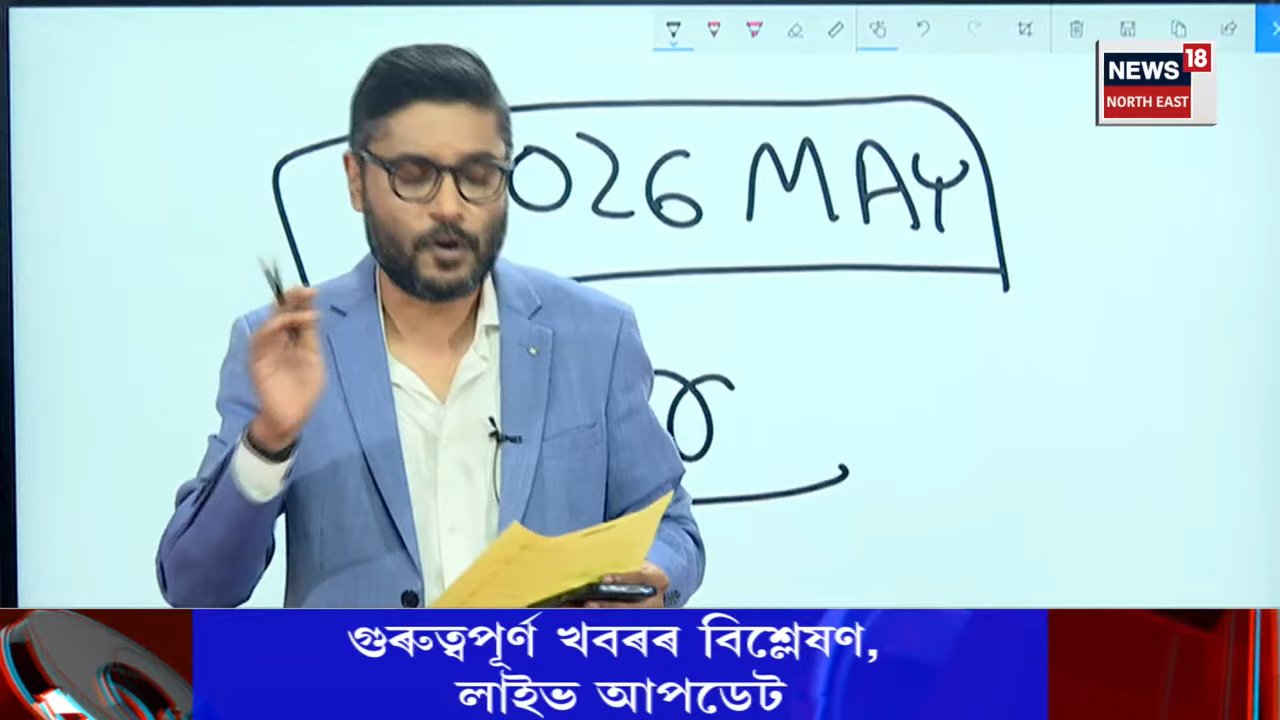 NEWS 18
NORTH EAST
026 MAY
গুৰুত্বপূৰ্ণ খবৰৰ বিশ্লেষণ,
লাইভ আপডেট